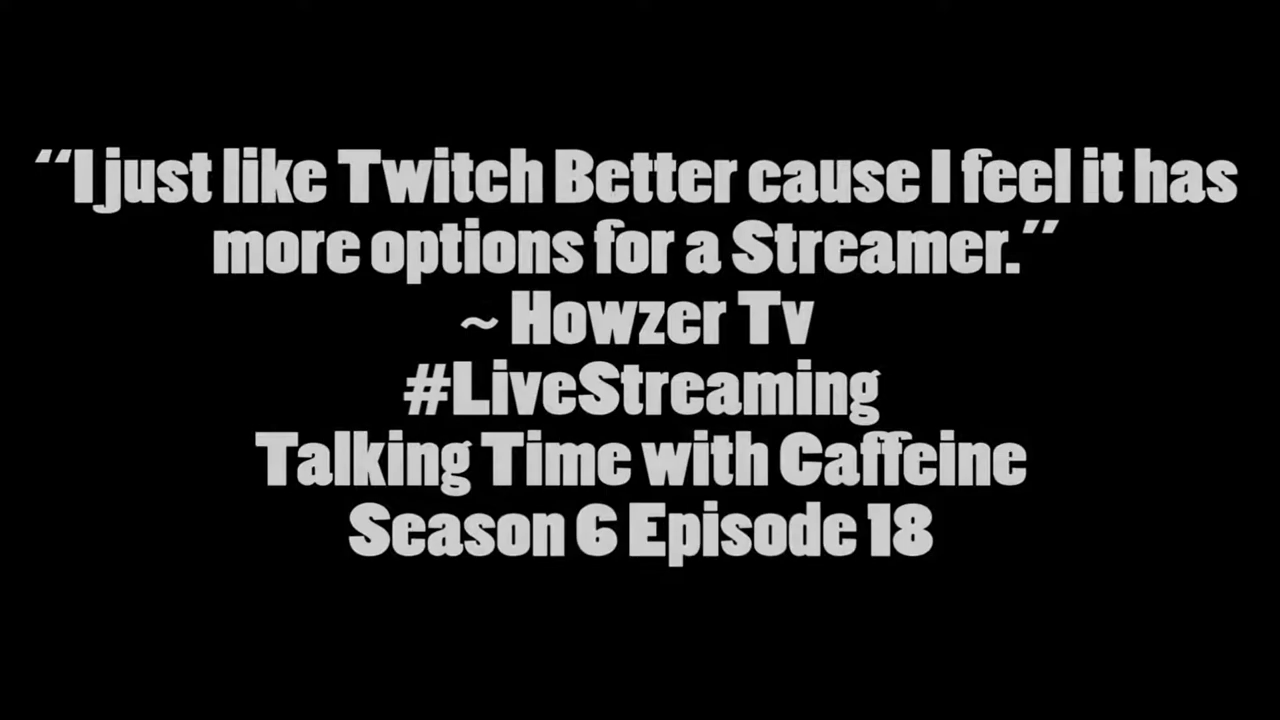 “I just like Twitch Better cause I feel it has
more options for a Streamer.”
~ Howzer Tv
#LiveStreaming
Talking Time with Caffeine
Season 6 Episode 18